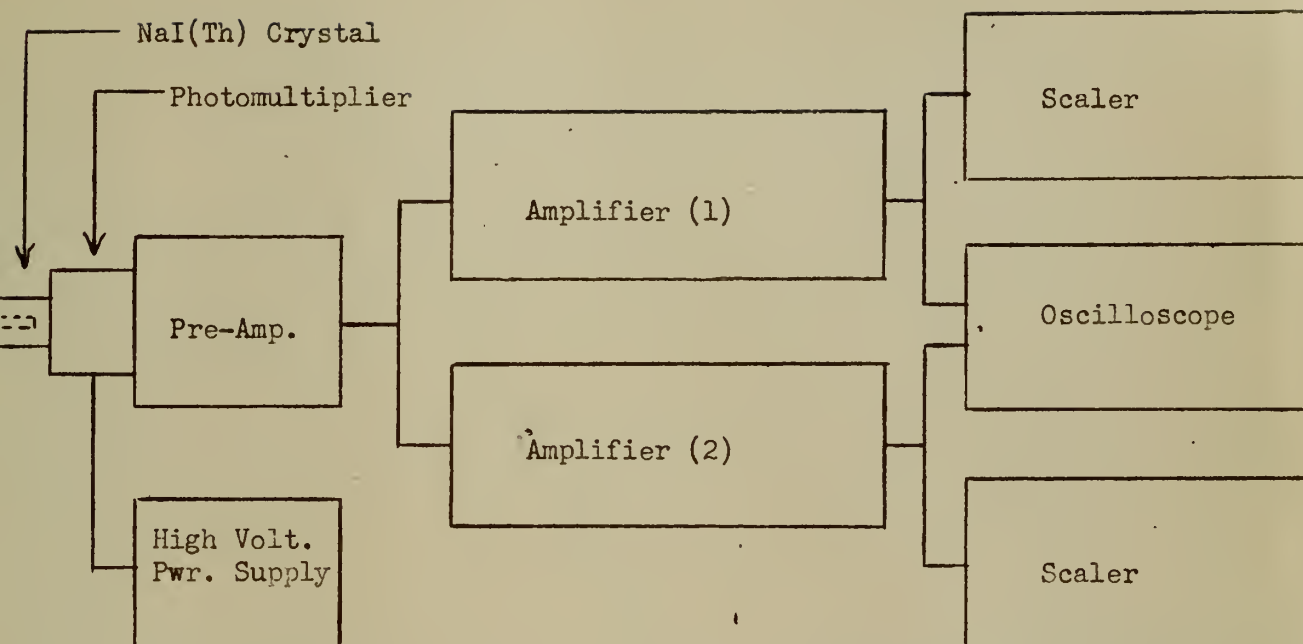 NaI(Th) Crystal
Photomultiplier
Scaler
Amplifier (1)
Pre-Amp.
Oscilloscope
Amplifier (2)
High Volt.
Pwr. Supply
Scaler